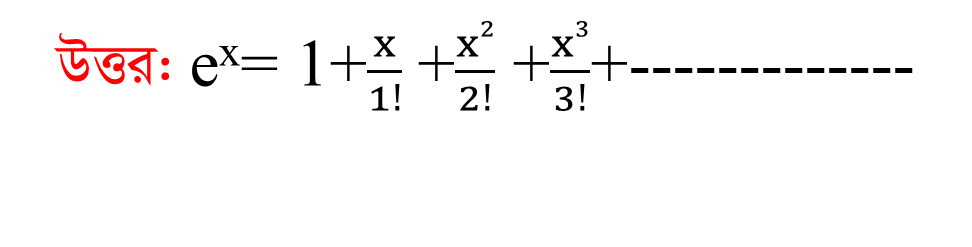 উত্তরঃ eˣ= 1+x/1! +x²/2! +x³/3!+-------------